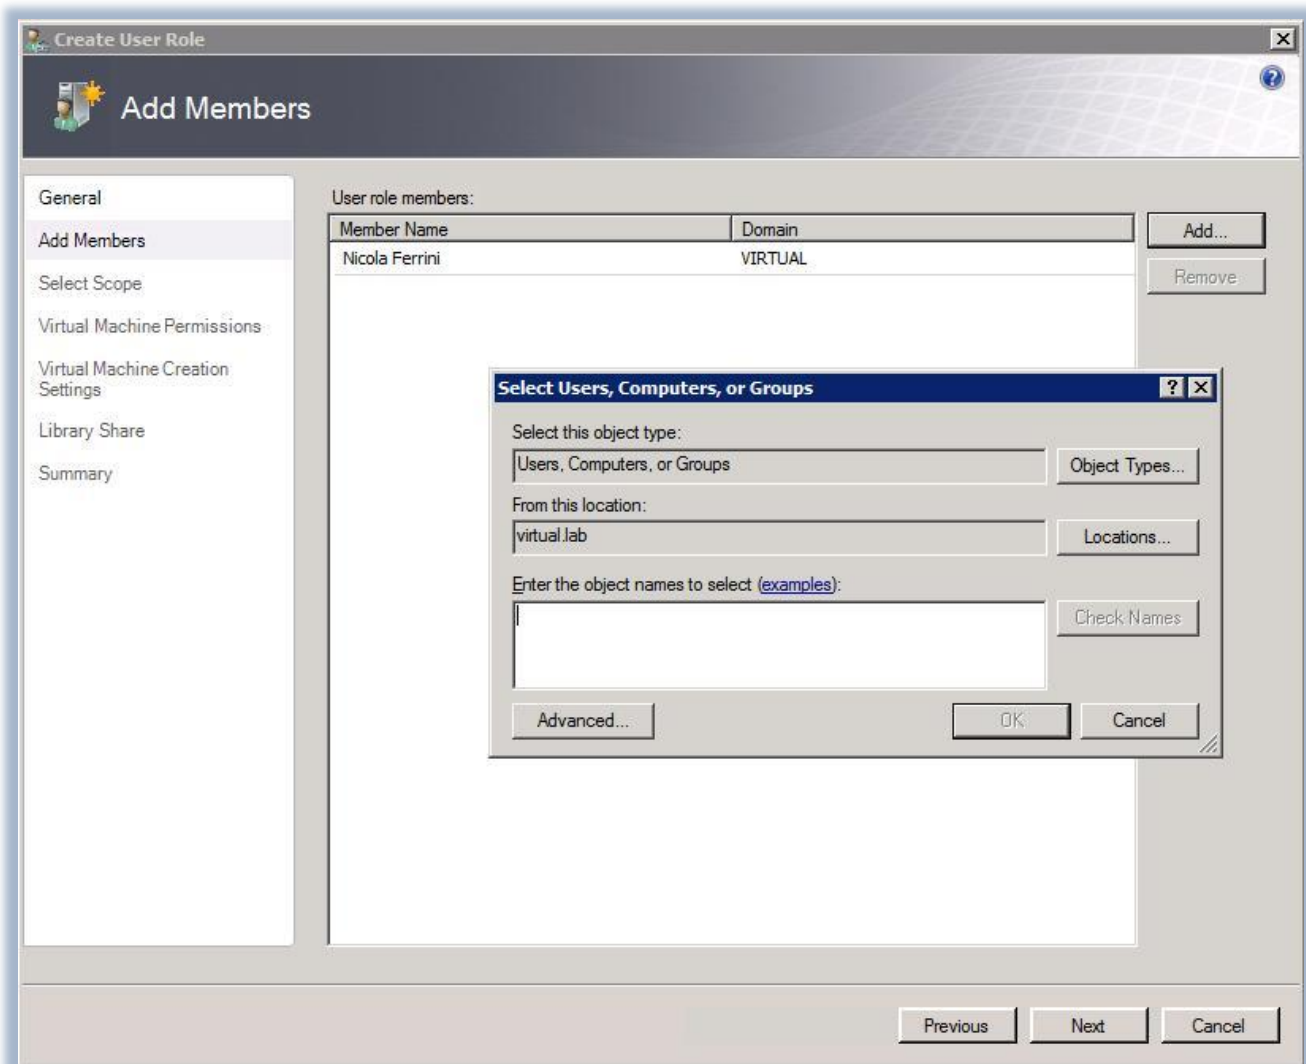 Create User Role
Add Members
General
Add Members
Select Scope
Virtual Machine Permissions
Virtual Machine Creation
Settings
Library Share
Summary
User role members:
Member Name Domain
Nicola Ferrini VIRTUAL
Add...
Remove
Select Users, Computers, or Groups
Select this object type:
Users, Computers, or Groups
Object Types...
From this location:
virtual.lab
Locations...
Enter the object names to select (examples):
Check Names
Advanced...
OK
Cancel
Previous
Next
Cancel